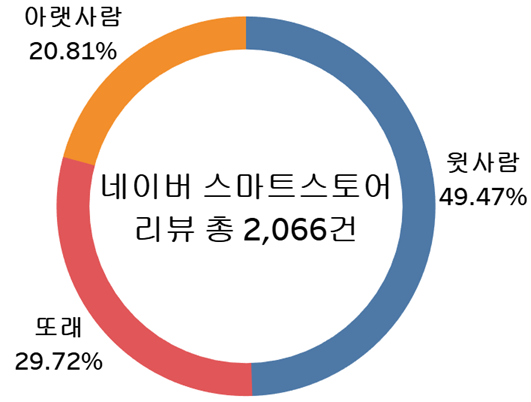 아랫사람
20.81%
네이버 스마트스토어
리뷰 총 2,066건
윗사람
49.47%
또래
29.72%